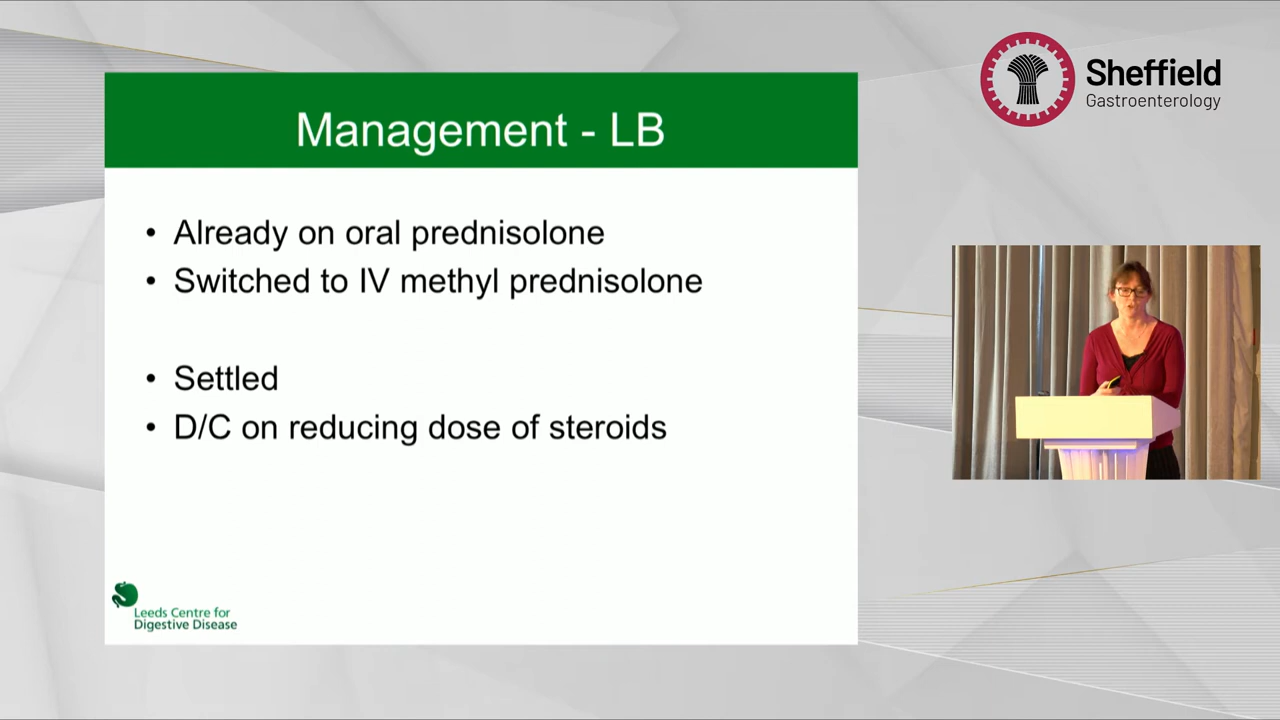 Sheffield
Gastroenterology
Management - LB
• Already on oral prednisolone
• Switched to IV methyl prednisolone
• Settled
• D/C on reducing dose of steroids
Leeds Centre for
Digestive Disease